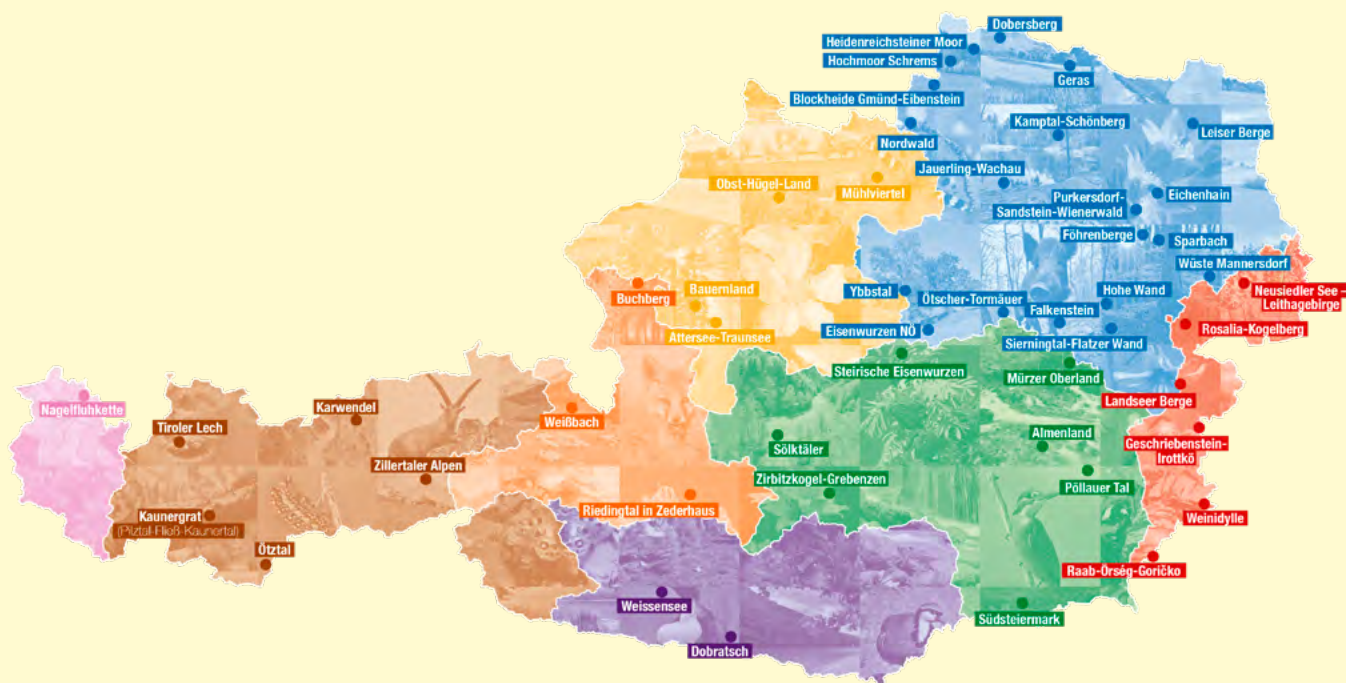 Dobersberg
Heidenreichsteiner Moor
Hochmoor Schrems
Geras
Blockheide Gmünd-Eibenstein
Kamptal-Schönberg
Leiser Berge
Nordwald
Jauerling-Wachau
Obst-Hügel-Land
Mühlviertel
Purkersdorf-
Sandstein-Wienerwald
Eichenhain
Föhrenberge
Sparbach
Wüste Mannersdorf
Neusiedler See –
Leithagebirge
Buchberg
Bauernland
Ybbstal
Ötscher-Tormäuer
Hohe Wand
Falkenstein
Attersee-Traunsee
Eisenwurzen NÖ
Rosalia-Kogelberg
Sierningtal-Flatzer Wand
Steirische Eisenwurzen
Mürzer Oberland
Landseer Berge
Nagelfluhkette
Karwendel
Tiroler Lech
Weißbach
Sölktäler
Almenland
Geschriebenstein-
Irottkö
Zillertaler Alpen
Zirbitzkogel-Grebenzen
Pöllauer Tal
Riedingtal in Zederhaus
Weinidylle
Kaunergrat
(Pitztal-Fließ-Kaunertal)
Ötztal
Raab-Örség-Goričko
Weissensee
Südsteiermark
Dobratsch